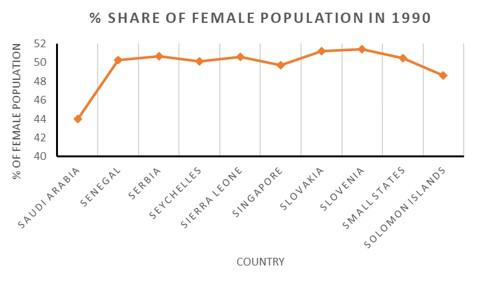 % SHARE OF FEMALE POPULATION IN 1990
% OF FEMALE POPULATION
52
50
48
46
44
42
40
SAUDI ARABIA
SENEGAL
SERBIA
SEYCHELLES
SIERRA LEONE
SINGAPORE
SLOVAKIA
SLOVENIA
SMALL STATES
SOLOMON ISLANDS
COUNTRY